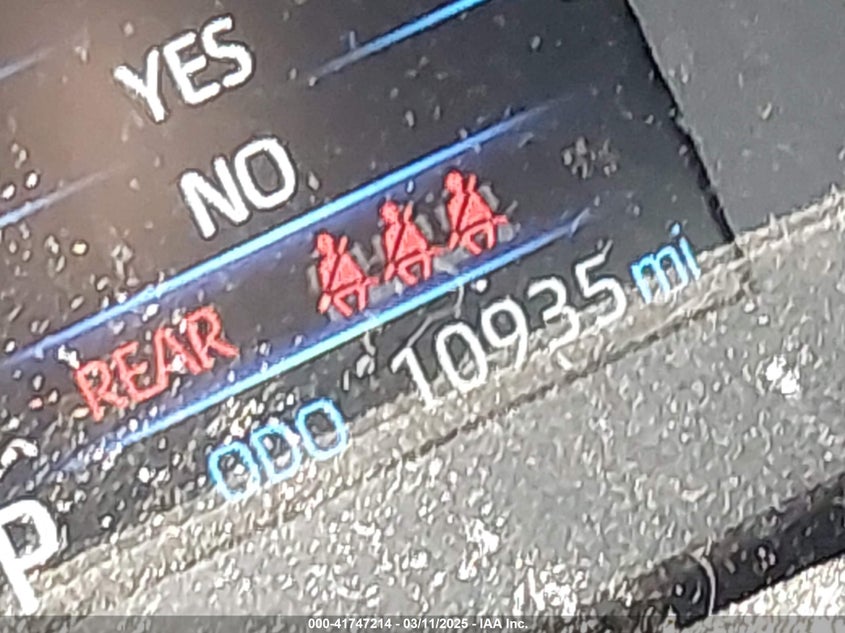 YES
NO
REAR
ODO 10935 mi
P
000-41747214 - 03/11/2025 - IAA Inc.